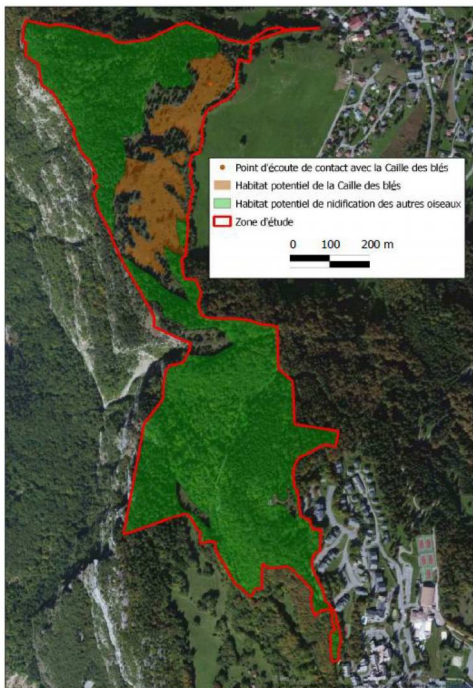 Point d'écoute de contact avec la Caille des blés
Habitat potentiel de la Caille des blés
Habitat potentiel de nidification des autres oiseaux
Zone d'étude
0 100 200 m